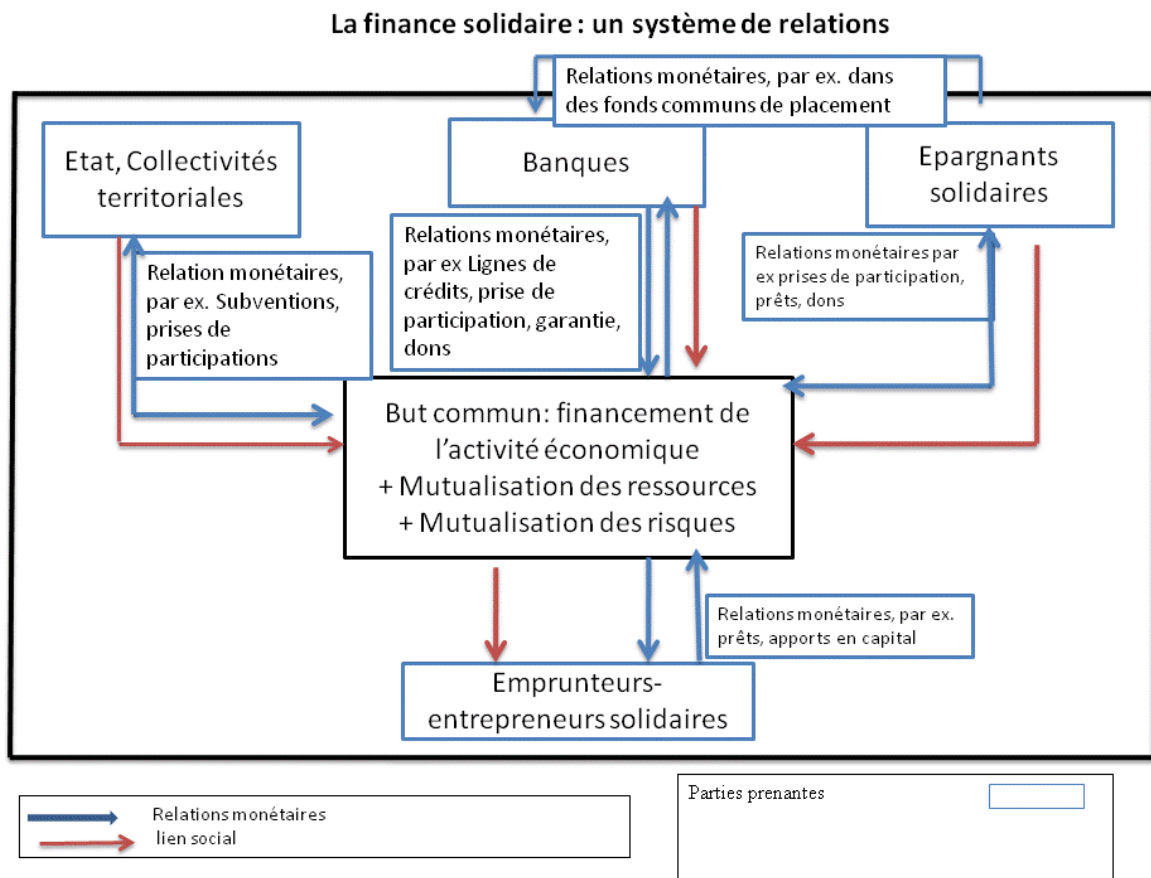 La finance solidaire : un système de relations
Relations monétaires, par ex. dans
des fonds communs de placement
Etat, Collectivités
territoriales
Banques
Epargnants
solidaires
Relation monétaires,
par ex. Subventions,
prises de
participations
Relations monétaires,
par ex Lignes de
crédits, prise de
participation, garantie,
dons
Relations monétaires par
ex prises de participation,
prêts, dons
But commun: financement de
l'activité économique
+ Mutualisation des ressources
+ Mutualisation des risques
Relations monétaires, par ex.
prêts, apports en capital
Emprunteurs-
entrepreneurs solidaires
Relations monétaires
lien social
Parties prenantes